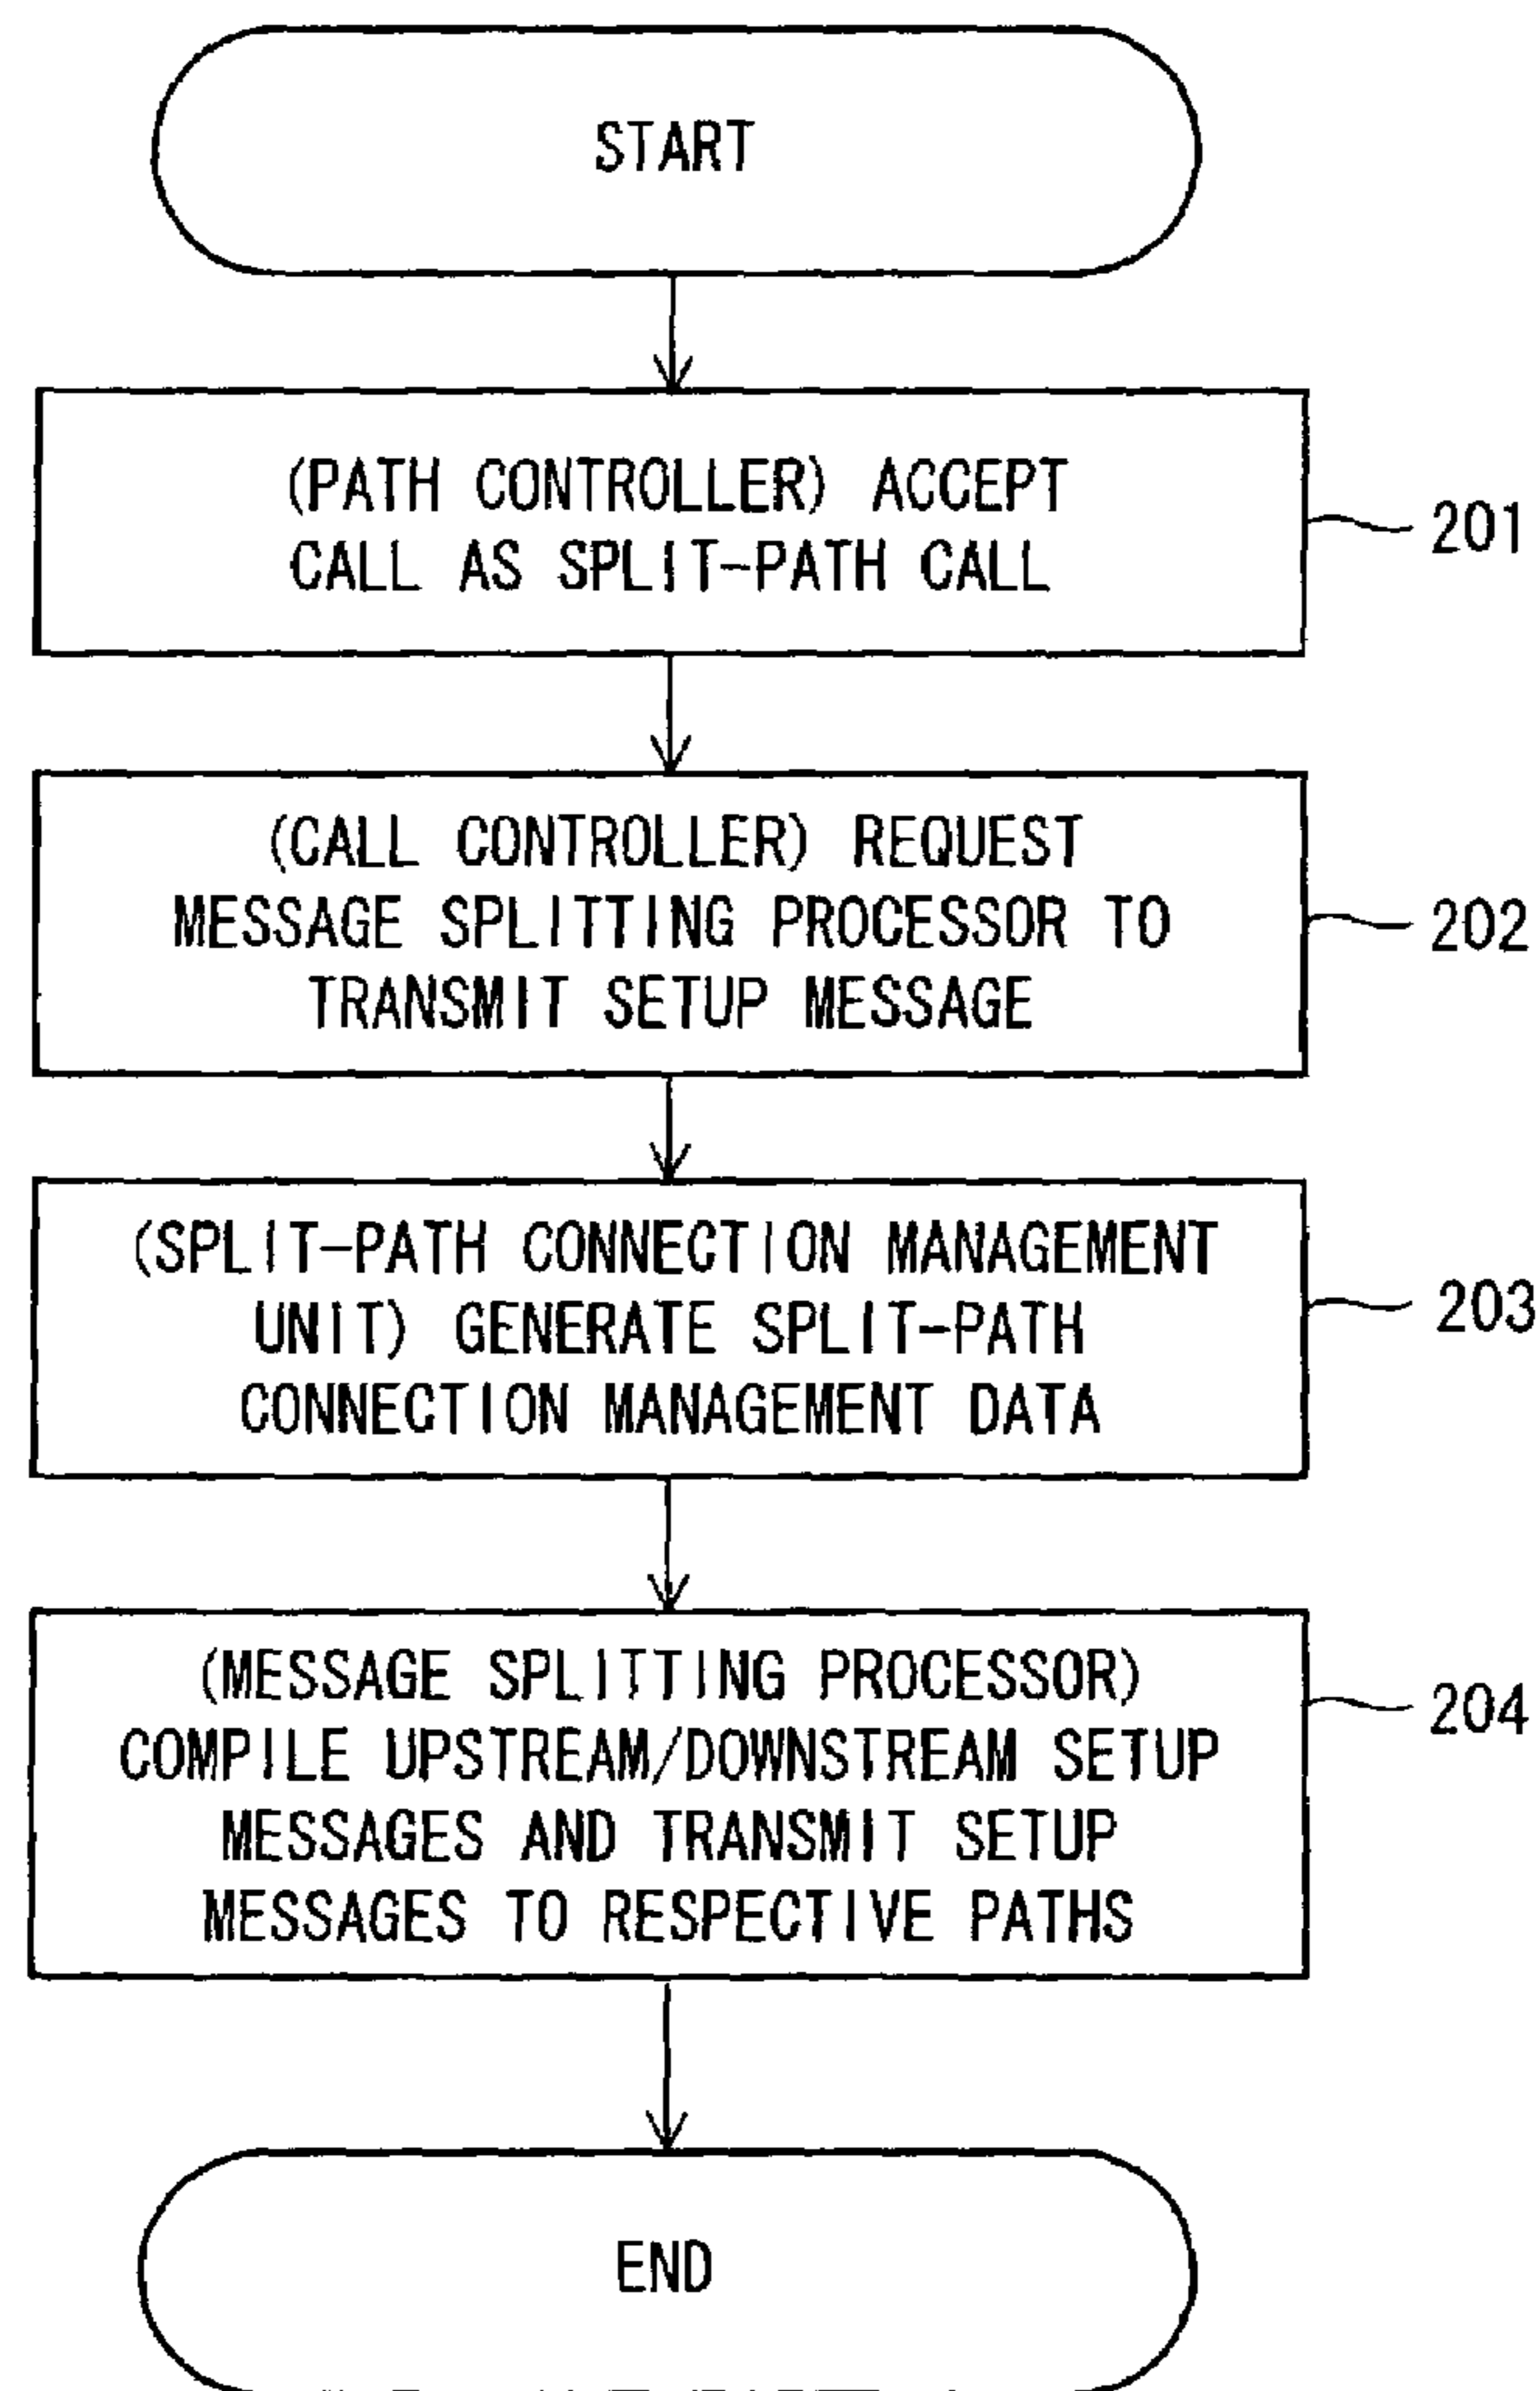 START
(PATH CONTROLLER) ACCEPT
CALL AS SPLIT-PATH CALL
201
(CALL CONTROLLER) REQUEST
MESSAGE SPLITTING PROCESSOR TO
TRANSMIT SETUP MESSAGE
202
(SPLIT-PATH CONNECTION MANAGEMENT
UNIT) GENERATE SPLIT-PATH
CONNECTION MANAGEMENT DATA
203
(MESSAGE SPLITTING PROCESSOR)
COMPILE UPSTREAM/DOWNSTREAM SETUP
MESSAGES AND TRANSMIT SETUP
MESSAGES TO RESPECTIVE PATHS
204
END